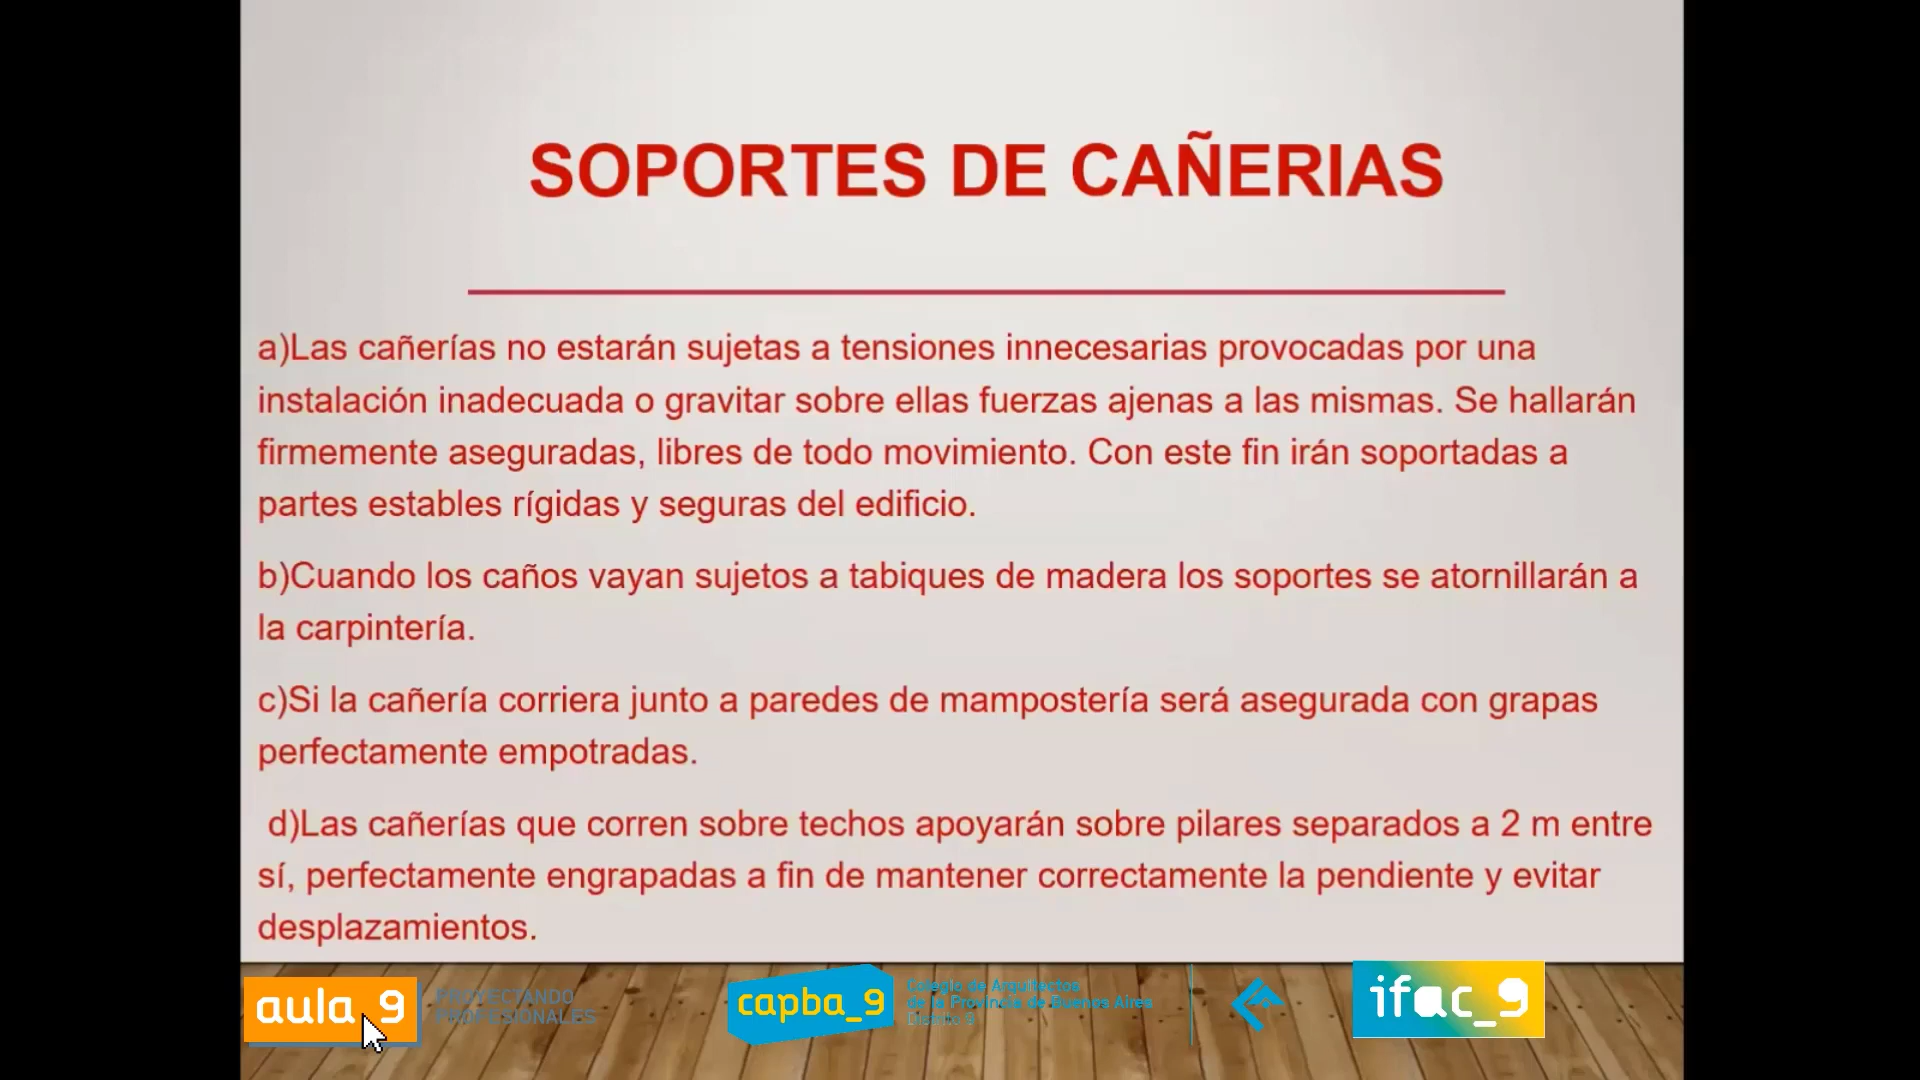 SOPORTES DE CAÑERIAS
a)Las cañerías no estarán sujetas a tensiones innecesarias provocadas por una
instalación inadecuada o gravitar sobre ellas fuerzas ajenas a las mismas. Se hallarán
firmemente aseguradas, libres de todo movimiento. Con este fin irán soportadas a
partes estables rígidas y seguras del edificio.
b)Cuando los caños vayan sujetos a tabiques de madera los soportes se atornillarán a
la carpintería.
c)Si la cañería corriera junto a paredes de mampostería será asegurada con grapas
perfectamente empotradas.
d)Las cañerías que corren sobre techos apoyarán sobre pilares separados a 2 m entre
sí, perfectamente engrapadas a fin de mantener correctamente la pendiente y evitar
desplazamientos.
aula_9
PROYECTANDO
PROFESIONALES
capba_9
Colegio de Arquitectos
de la Provincia de Buenos Aires
Distrito 9
ifac_9